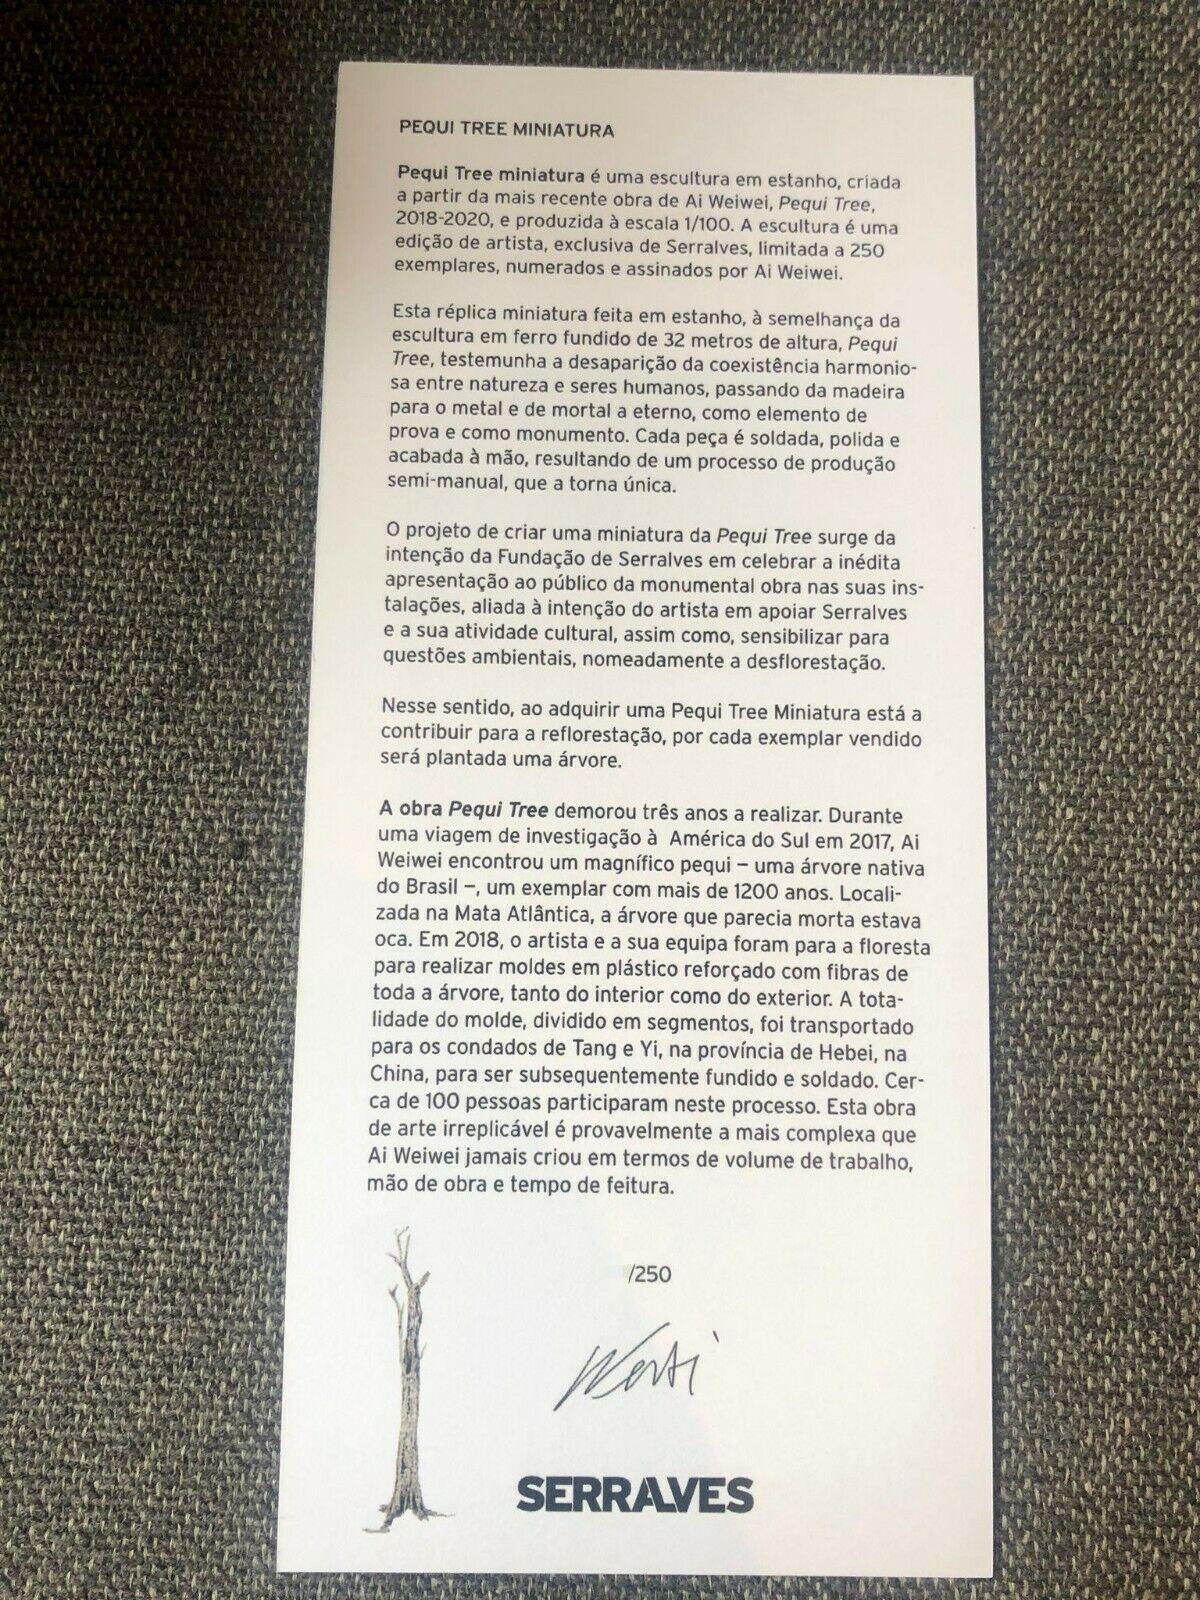 PEQUI TREE MINIATURA
Pequi Tree miniatura é uma escultura em estanho, criada
a partir da mais recente obra de Ai Weiwei, Pequi Tree,
2018-2020, e produzida à escala 1/100. A escultura é uma
edição de artista, exclusiva de Serralves, limitada a 250
exemplares, numerados e assinados por Ai Weiwei.
Esta réplica miniatura feita em estanho, à semelhança da
escultura em ferro fundido de 32 metros de altura, Pequi
Tree, testemunha a desaparição da coexistência harmonio-
sa entre natureza e seres humanos, passando da madeira
para o metal e de mortal a eterno, como elemento de
prova e como monumento. Cada peça é soldada, polida e
acabada à mão, resultando de um processo de produção
semi-manual, que a torna única.
O projeto de criar uma miniatura da Pequi Tree surge da
intenção da Fundação de Serralves em celebrar a inédita
apresentação ao público da monumental obra nas suas ins-
talações, aliada à intenção do artista em apoiar Serralves
e a sua atividade cultural, assim como, sensibilizar para
questões ambientais, nomeadamente a desflorestação.
Nesse sentido, ao adquirir uma Pequi Tree Miniatura está a
contribuir para a reflorestação, por cada exemplar vendido
será plantada uma árvore.
A obra Pequi Tree demorou três anos a realizar. Durante
uma viagem de investigação à América do Sul em 2017, Ai
Weiwei encontrou um magnífico pequi – uma árvore nativa
do Brasil –, um exemplar com mais de 1200 anos. Locali-
zada na Mata Atlântica, a árvore que parecia morta estava
oca. Em 2018, o artista e a sua equipa foram para a floresta
para realizar moldes em plástico reforçado com fibras de
toda a árvore, tanto do interior como do exterior. A tota-
lidade do molde, dividido em segmentos, foi transportado
para os condados de Tang e Yi, na província de Hebei, na
China, para ser subsequentemente fundido e soldado. Cer-
ca de 100 pessoas participaram neste processo. Esta obra
de arte irreplicável é provavelmente a mais complexa que
Ai Weiwei jamais criou em termos de volume de trabalho,
mão de obra e tempo de feitura.
/250
SERRALVES